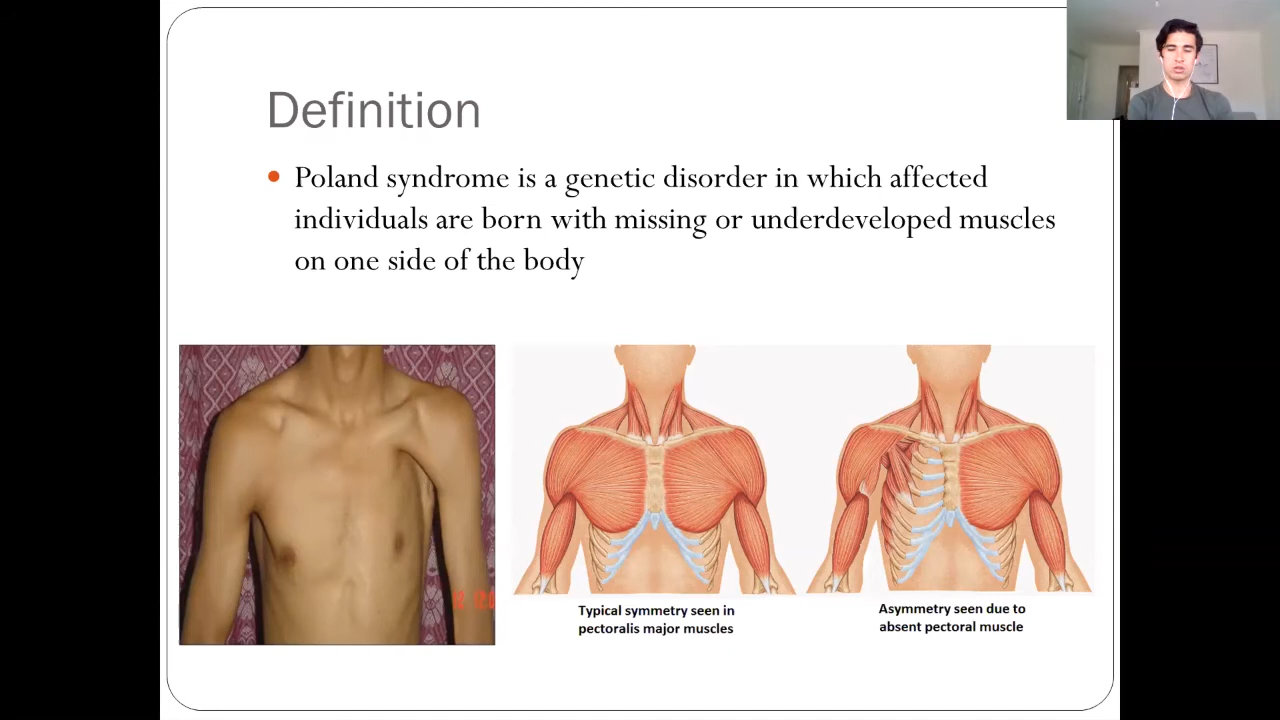 Definition
Poland syndrome is a genetic disorder in which affected
individuals are born with missing or underdeveloped muscles
on one side of the body
Typical symmetry seen in
pectoralis major muscles
Asymmetry seen due to
absent pectoral muscle